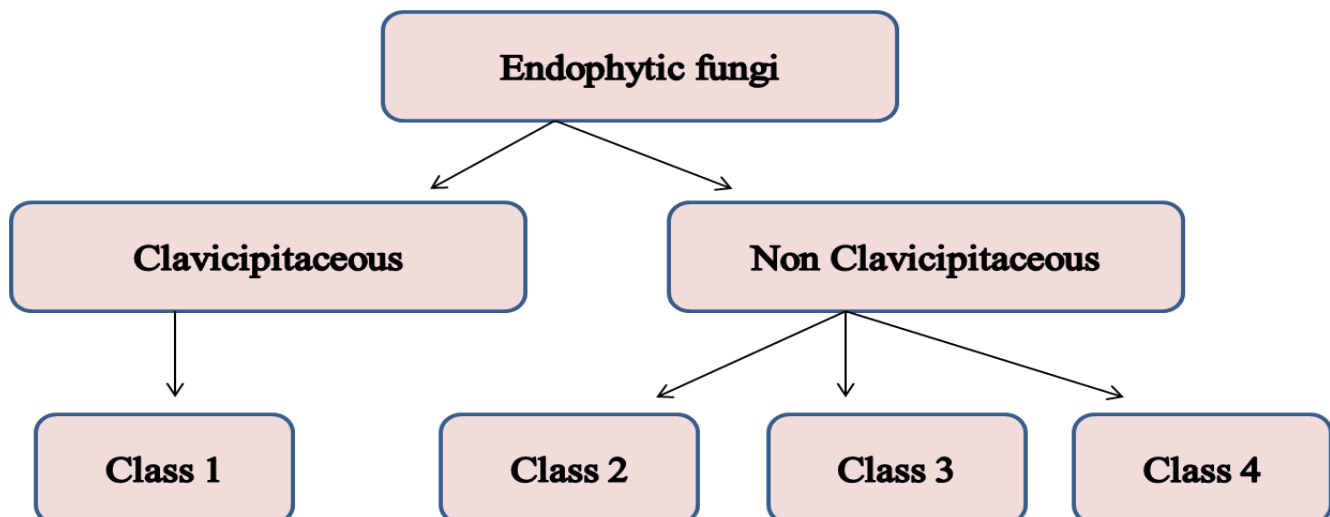 Endophytic fungi
Clavicipitaceous
Non Clavicipitaceous
Class 1
Class 2
Class 3
Class 4